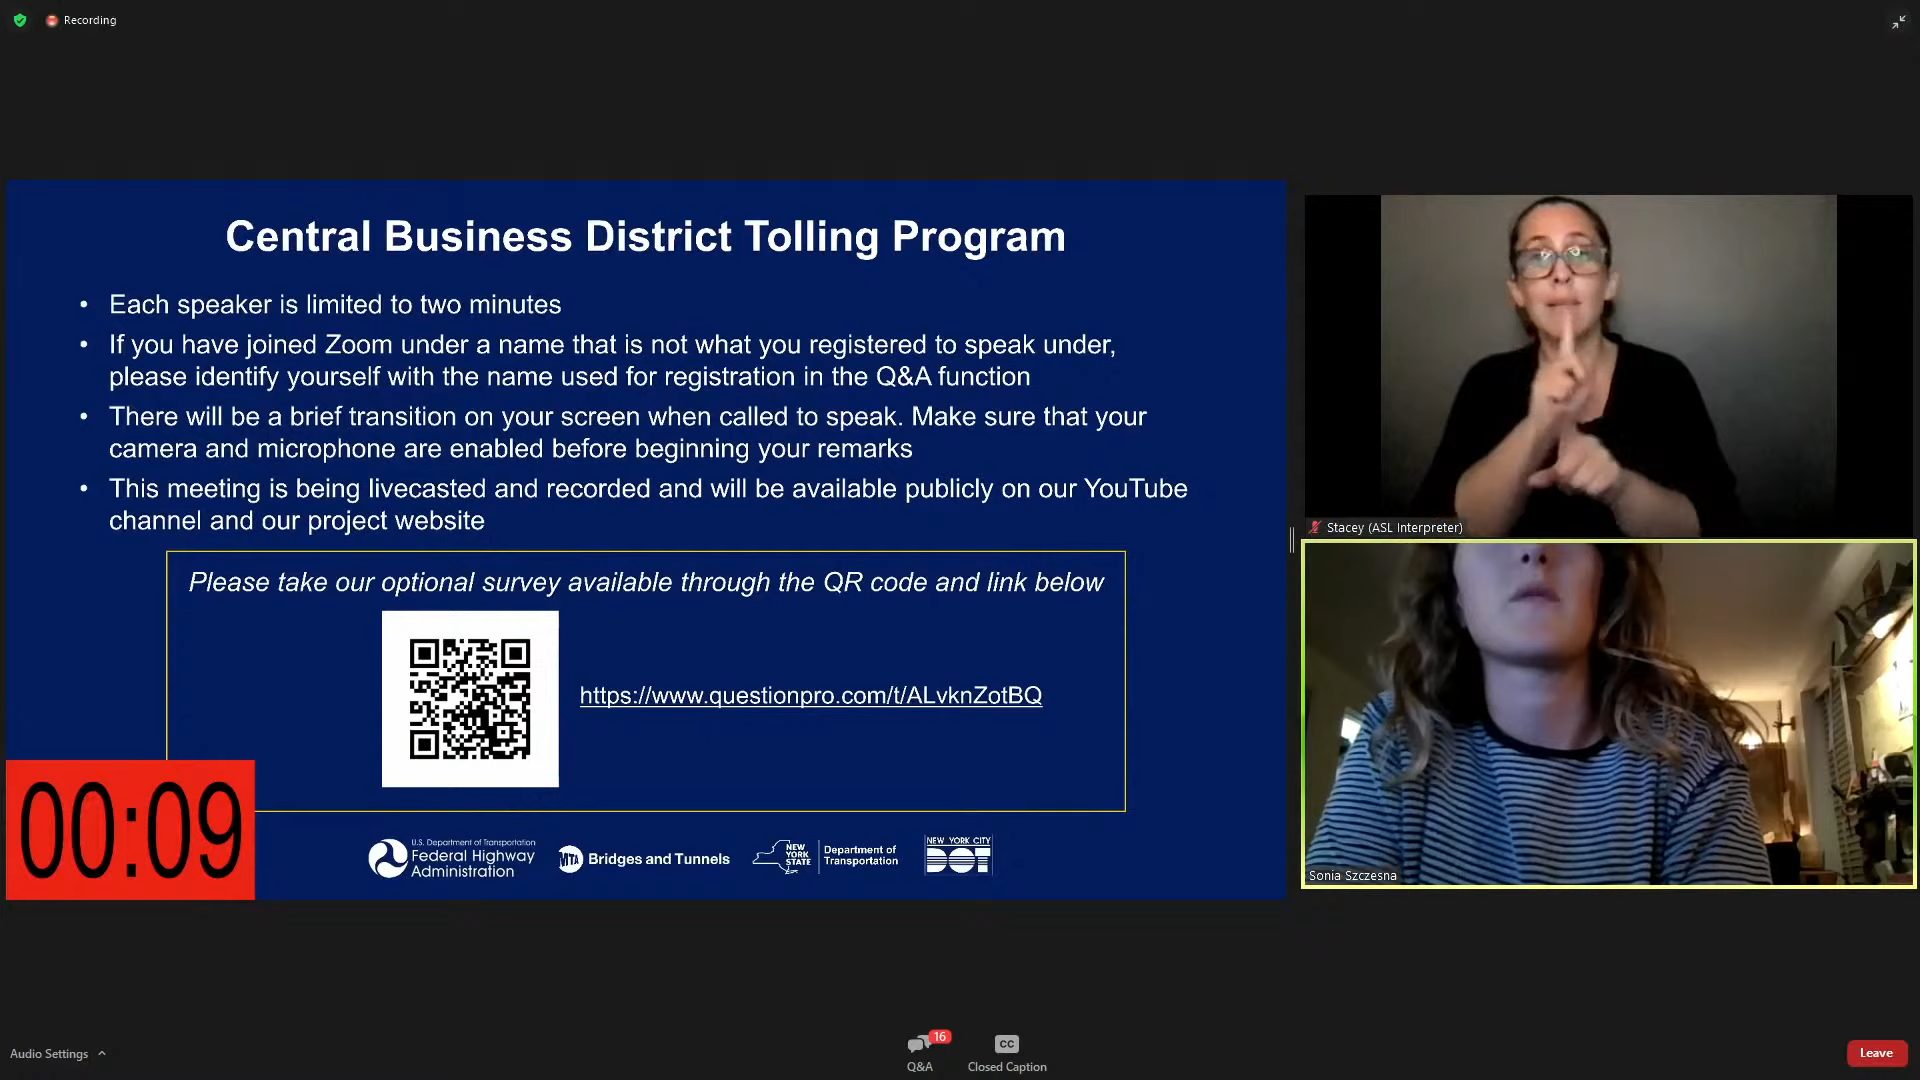 Recording
Central Business District Tolling Program
• Each speaker is limited to two minutes
• If you have joined Zoom under a name that is not what you registered to speak under,
please identify yourself with the name used for registration in the Q&A function
• There will be a brief transition on your screen when called to speak. Make sure that your
camera and microphone are enabled before beginning your remarks
• This meeting is being livecasted and recorded and will be available publicly on our YouTube
channel and our project website
Please take our optional survey available through the QR code and link below
https://www.questionpro.com/t/ALvknZotBQ
00:09
U.S. Department of Transportation
Federal Highway
Administration
MTA Bridges and Tunnels
NEW
YORK
STATE
Department of
Transportation
NEW YORK CITY
DOT
Stacey (ASL Interpreter)
Sonia Szczesna
Audio Settings
16
Q&A
CC
Closed Caption
Leave